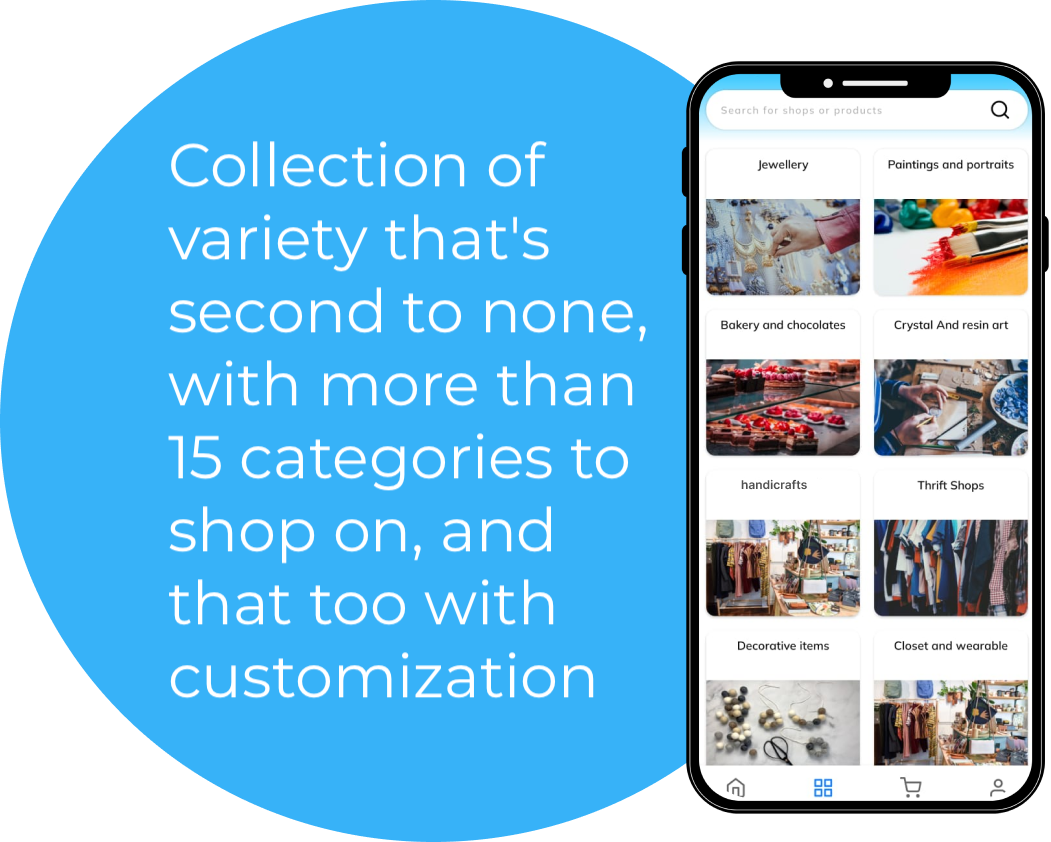 Collection of
variety that's
second to none,
with more than
15 categories to
shop on, and
that too with
customization
Search for shops or products
Jewellery
Paintings and portraits
Bakery and chocolates
Crystal And resin art
handicrafts
Thrift Shops
Decorative items
Closet and wearable